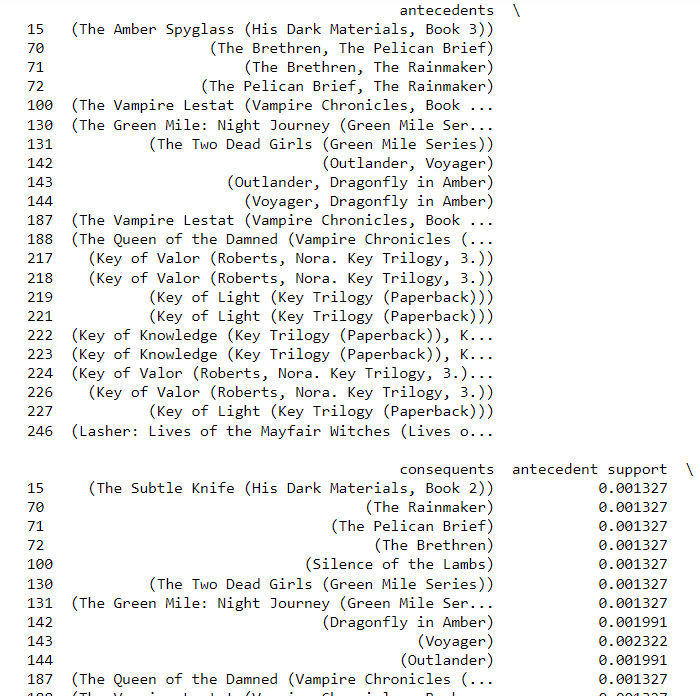 antecedents \
15 (The Amber Spyglass (His Dark Materials, Book 3))
70 (The Brethren, The Pelican Brief)
71 (The Brethren, The Rainmaker)
72 (The Pelican Brief, The Rainmaker)
100 (The Vampire Lestat (Vampire Chronicles, Book ...
130 (The Green Mile: Night Journey (Green Mile Ser...
131 (The Two Dead Girls (Green Mile Series))
142 (Outlander, Voyager)
143 (Outlander, Dragonfly in Amber)
144 (Voyager, Dragonfly in Amber)
187 (The Vampire Lestat (Vampire Chronicles, Book ...
188 (The Queen of the Damned (Vampire Chronicles (...
217 (Key of Valor (Roberts, Nora. Key Trilogy, 3.))
218 (Key of Valor (Roberts, Nora. Key Trilogy, 3.))
219 (Key of Light (Key Trilogy (Paperback)))
221 (Key of Light (Key Trilogy (Paperback)))
222 (Key of Knowledge (Key Trilogy (Paperback)), K...
223 (Key of Knowledge (Key Trilogy (Paperback)), K...
224 (Key of Valor (Roberts, Nora. Key Trilogy, 3.)...
226 (Key of Valor (Roberts, Nora. Key Trilogy, 3.))
227 (Key of Light (Key Trilogy (Paperback)))
246 (Lasher: Lives of the Mayfair Witches (Lives o...
consequents antecedent support \
15 (The Subtle Knife (His Dark Materials, Book 2)) 0.001327
70 (The Rainmaker) 0.001327
71 (The Pelican Brief) 0.001327
72 (The Brethren) 0.001327
100 (Silence of the Lambs) 0.001327
130 (The Two Dead Girls (Green Mile Series)) 0.001327
131 (The Green Mile: Night Journey (Green Mile Ser... 0.001327
142 (Dragonfly in Amber) 0.001991
143 (Voyager) 0.002322
144 (Outlander) 0.001991
187 (The Queen of the Damned (Vampire Chronicles (... 0.001327